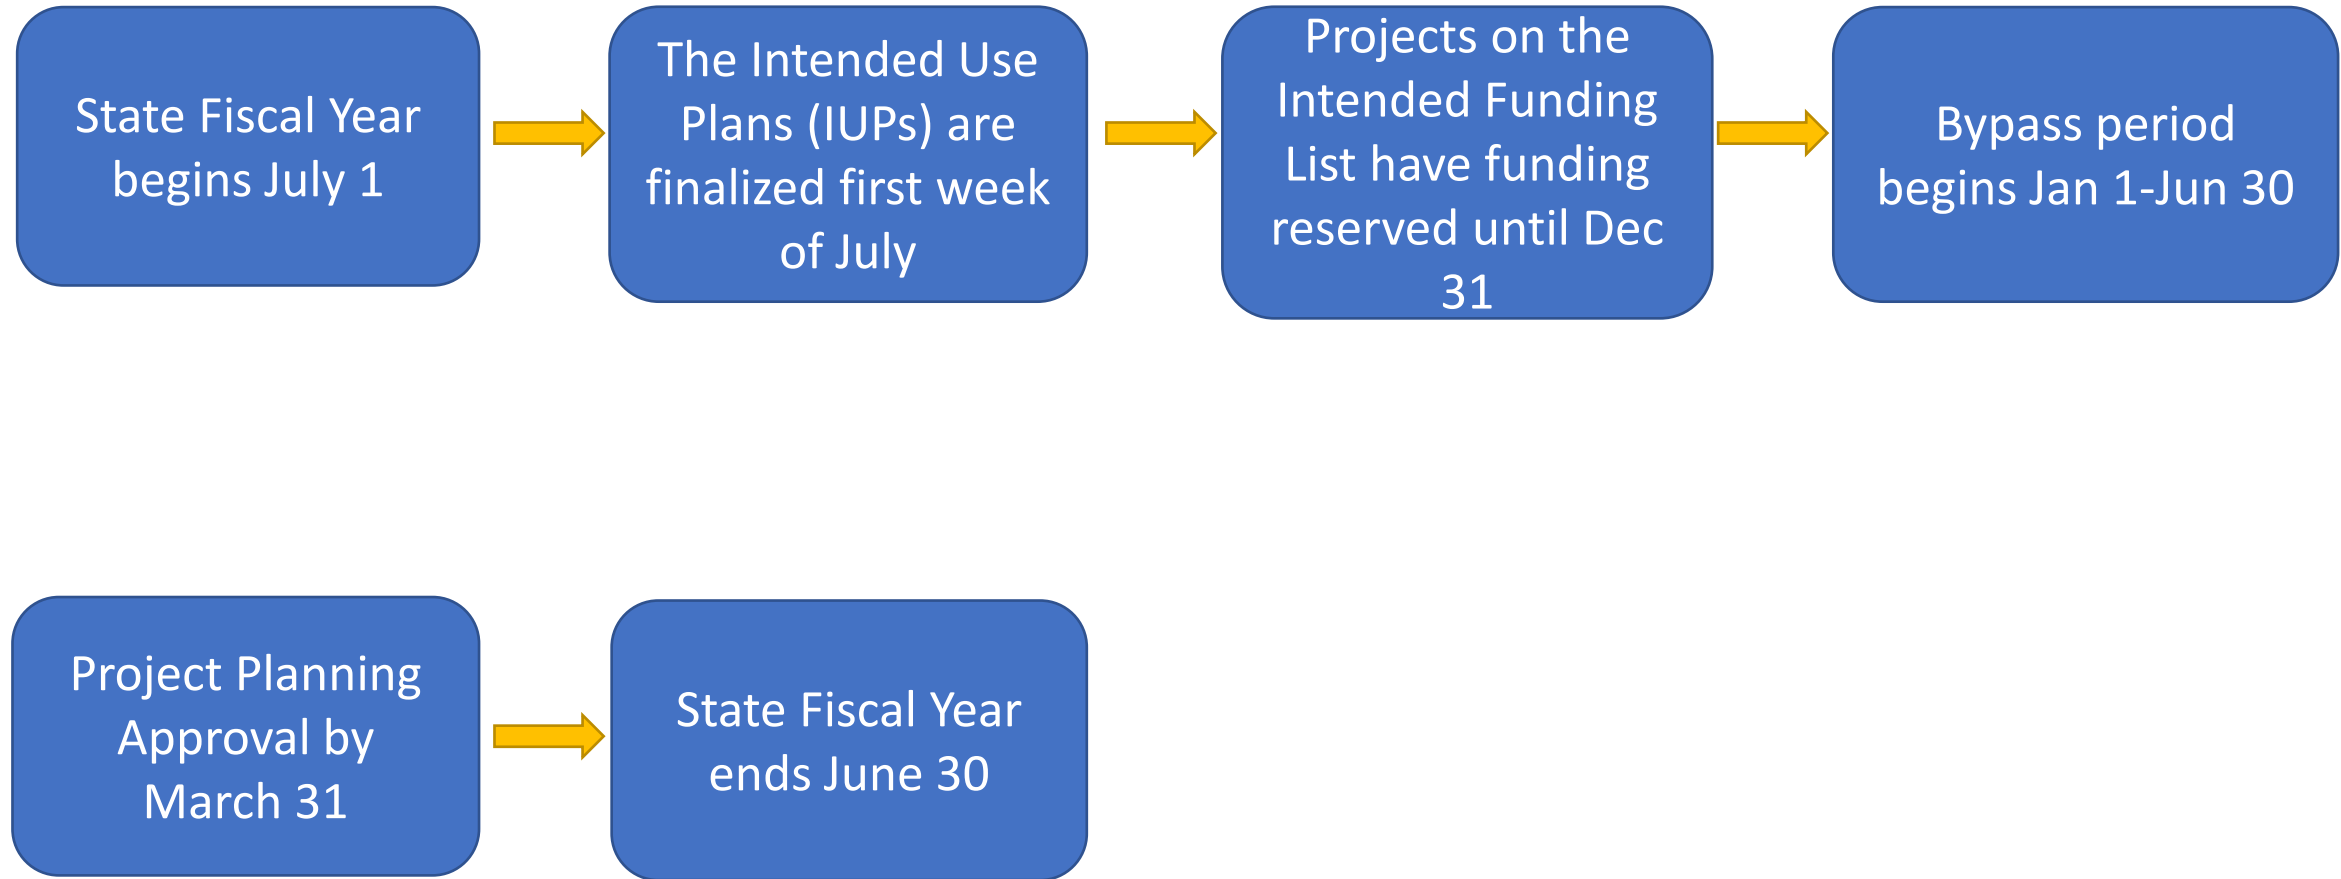 State Fiscal Year
begins July 1
The Intended Use
Plans (IUPs) are
finalized first week
of July
Projects on the
Intended Funding
List have funding
reserved until Dec
31
Bypass period
begins Jan 1-Jun 30
Project Planning
Approval by
March 31
State Fiscal Year
ends June 30